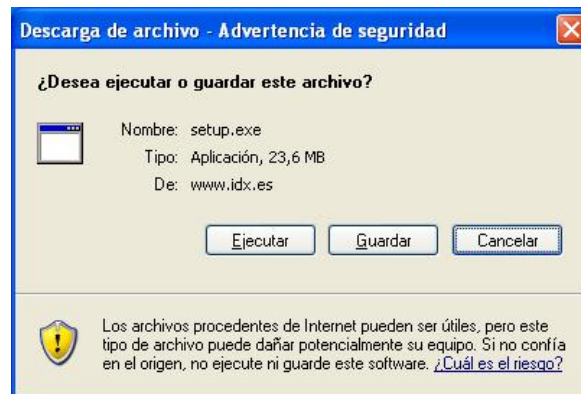 Descarga de archivo - Advertencia de seguridad
¿Desea ejecutar o guardar este archivo?
Nombre: setup.exe
Tipo: Aplicación, 23,6 MB
De: www.idx.es
Ejecutar Guardar Cancelar
Los archivos procedentes de Internet pueden ser útiles, pero este
tipo de archivo puede dañar potencialmente su equipo. Si no confía
en el origen, no ejecute ni guarde este software. ¿Cuál es el riesgo?